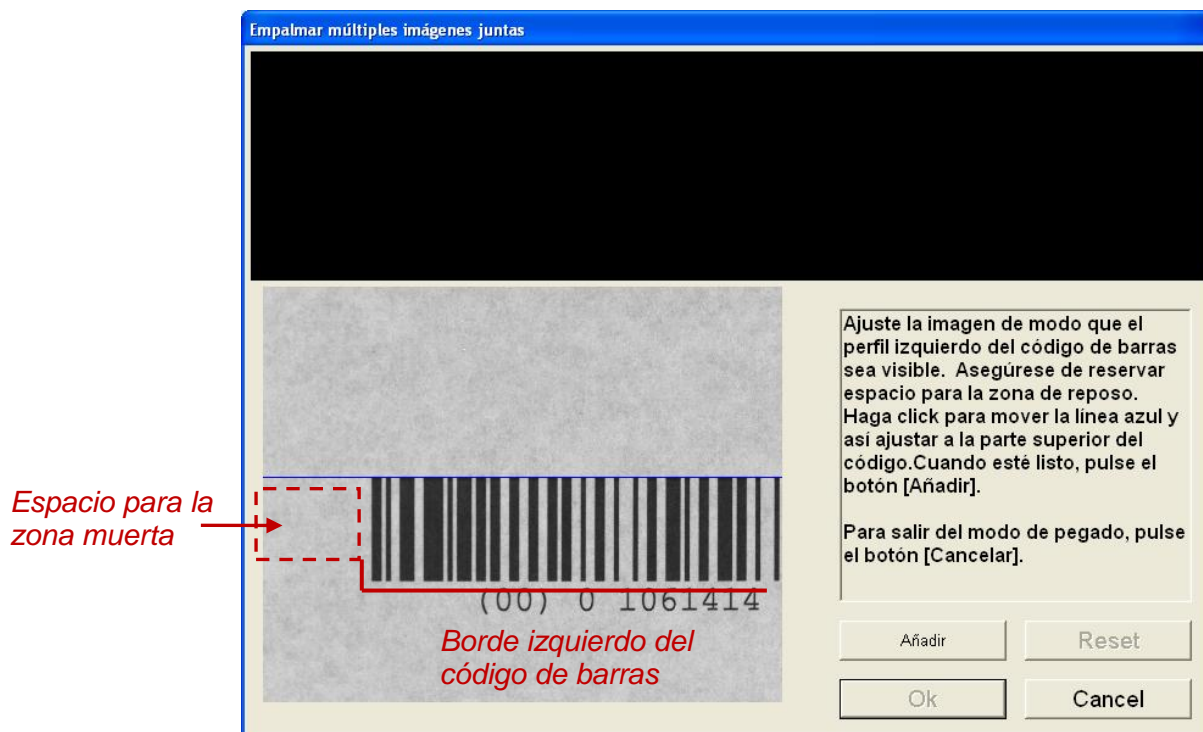 Empalmar múltiples imágenes juntas
Ajuste la imagen de modo que el
perfil izquierdo del código de barras
sea visible.  Asegúrese de reservar
espacio para la zona de reposo.
Haga click para mover la línea azul y
así ajustar a la parte superior del
código.Cuando esté listo, pulse el
botón [Añadir].
Para salir del modo de pegado, pulse
el botón [Cancelar].
Espacio para la
zona muerta
(00) 0 1061414
Borde izquierdo del
código de barras
Añadir
Reset
Ok
Cancel